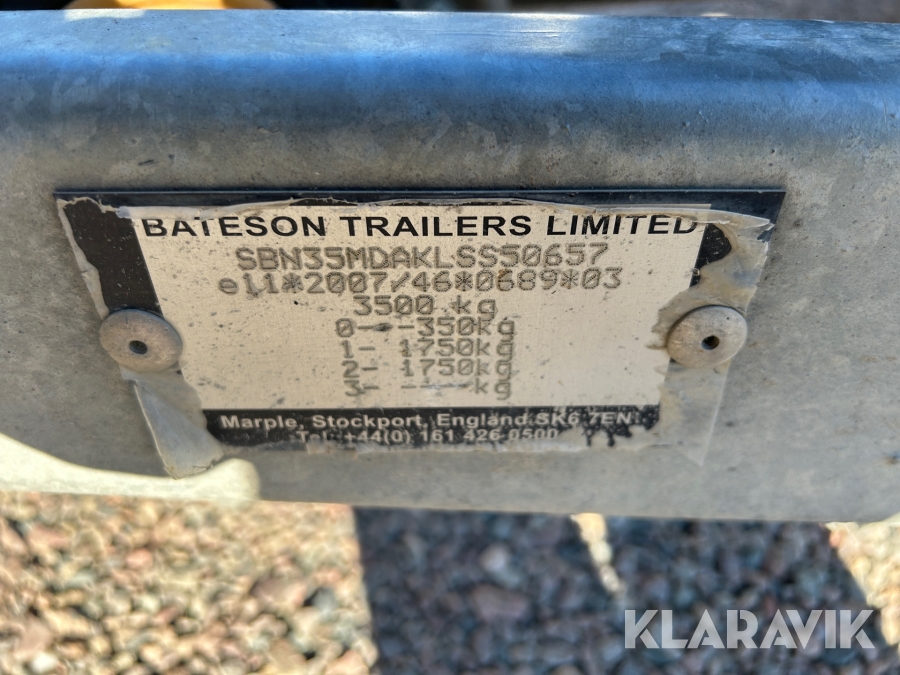 BATESON TRAILERS LIMITED
SBN35MDAKLSS50657
e11*2007/46*0689*03
3500 kg
0- - -350kg
1- 1750kg
2- 1750kg
3- ---- kg
Marple, Stockport, England SK6 7EN
Tel: +44(0) 161 426 0500
KLARAVIK